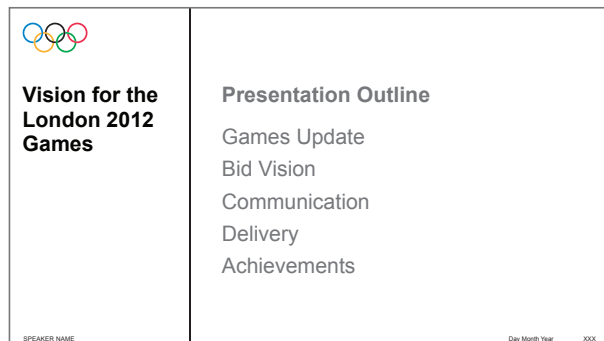 Vision for the
London 2012
Games
Presentation Outline
Games Update
Bid Vision
Communication
Delivery
Achievements
SPEAKER NAME
Day Month Year
XXX